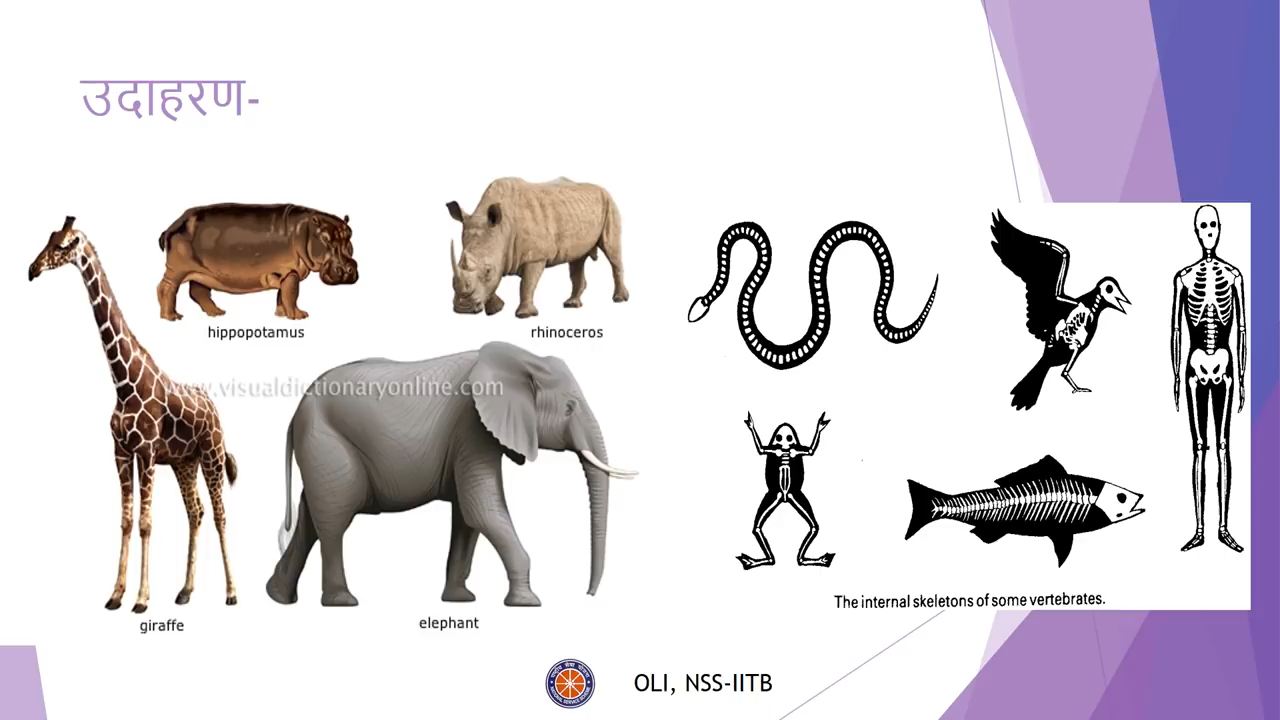 उदाहरण-
hippopotamus
rhinoceros
www.visualdictionaryonline.com
giraffe
elephant
The internal skeletons of some vertebrates.
OLI, NSS-IITB